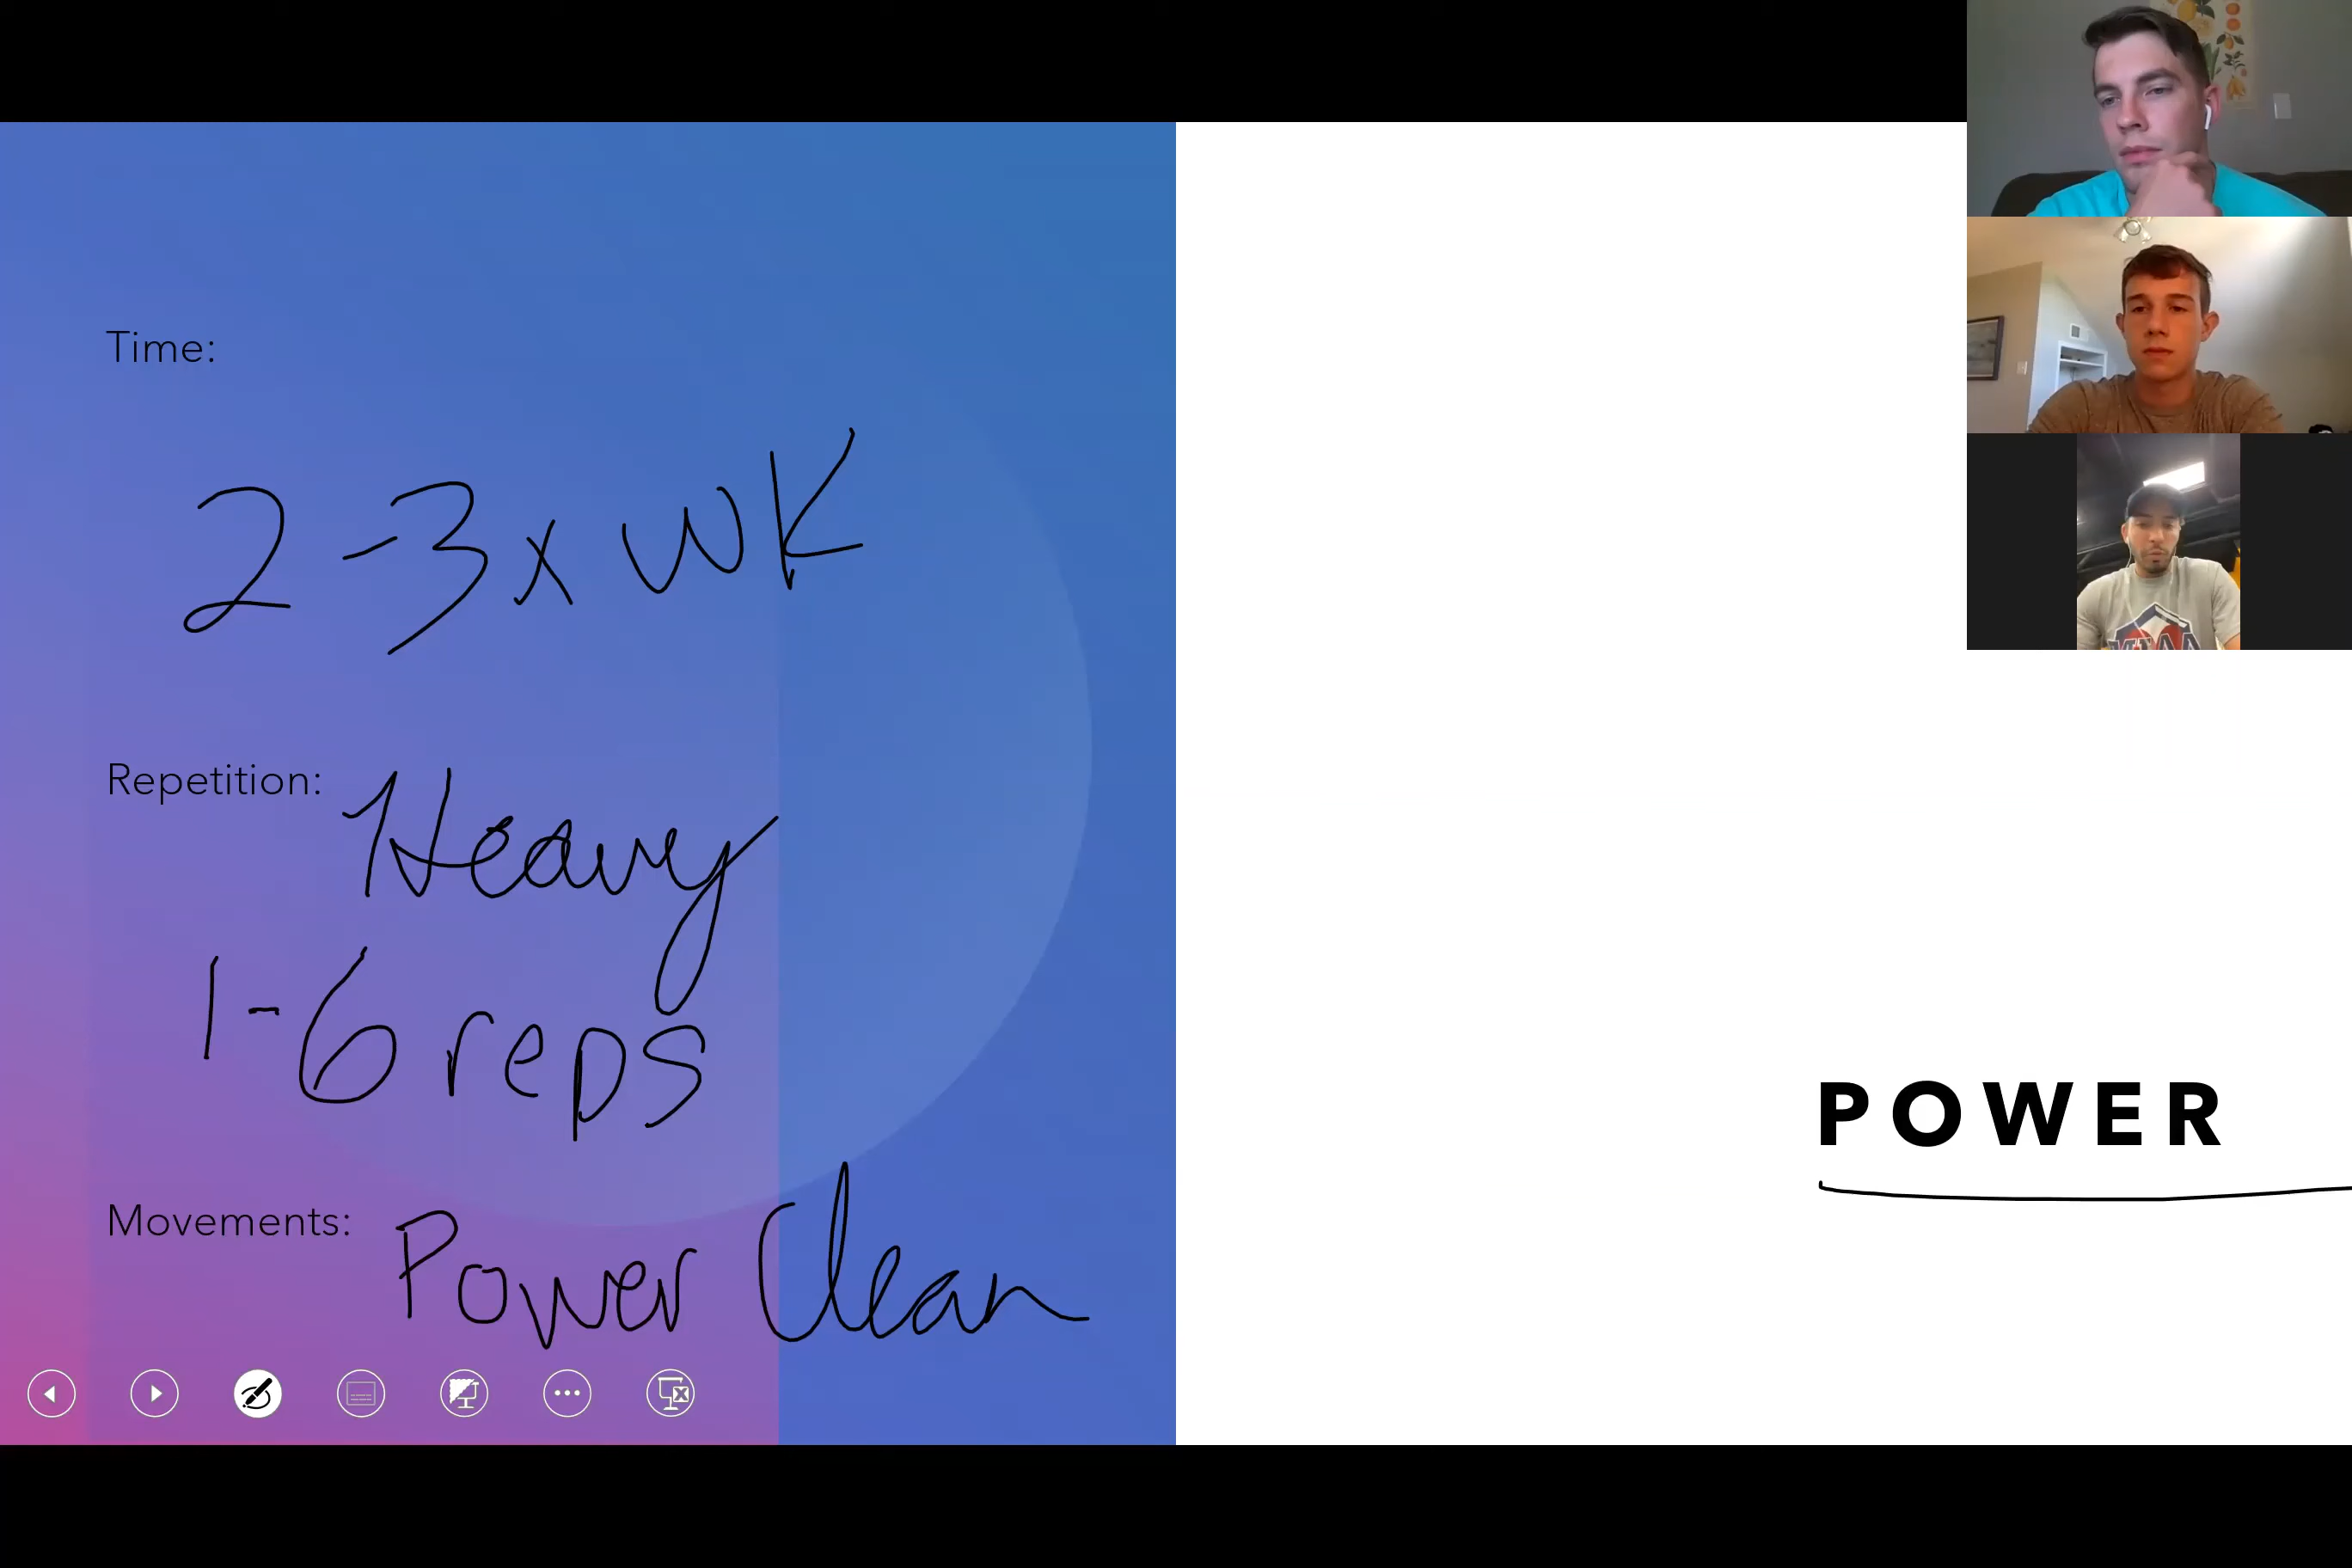 Time:
2-3x wk
Repetition: Heavy
1-6 reps
Movements: Power Clean
POWER